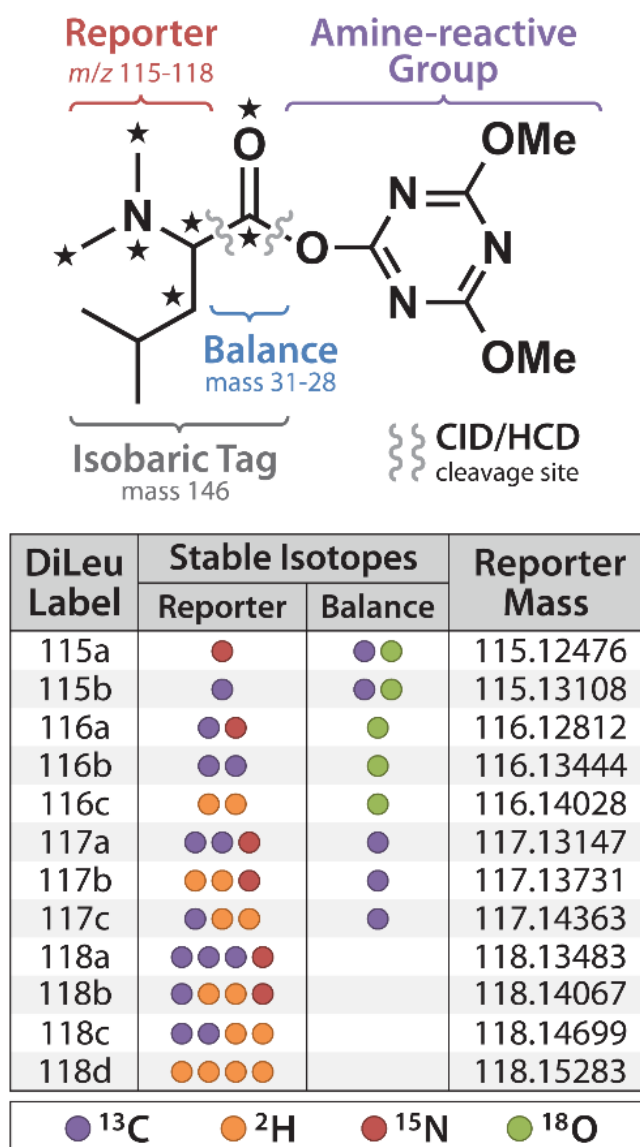 Reporter
m/z 115-118
Amine-reactive
Group
O
OMe
N
N
O
N
N
OMe
Balance
mass 31-28
Isobaric Tag
mass 146
CID/HCD
cleavage site
DiLeu Label Stable Isotopes Reporter Mass
Reporter Balance
115a 115.12476
115b 115.13108
116a 116.12812
116b 116.13444
116c 116.14028
117a 117.13147
117b 117.13731
117c 117.14363
118a 118.13483
118b 118.14067
118c 118.14699
118d 118.15283
¹³C ²H ¹⁵N ¹⁸O